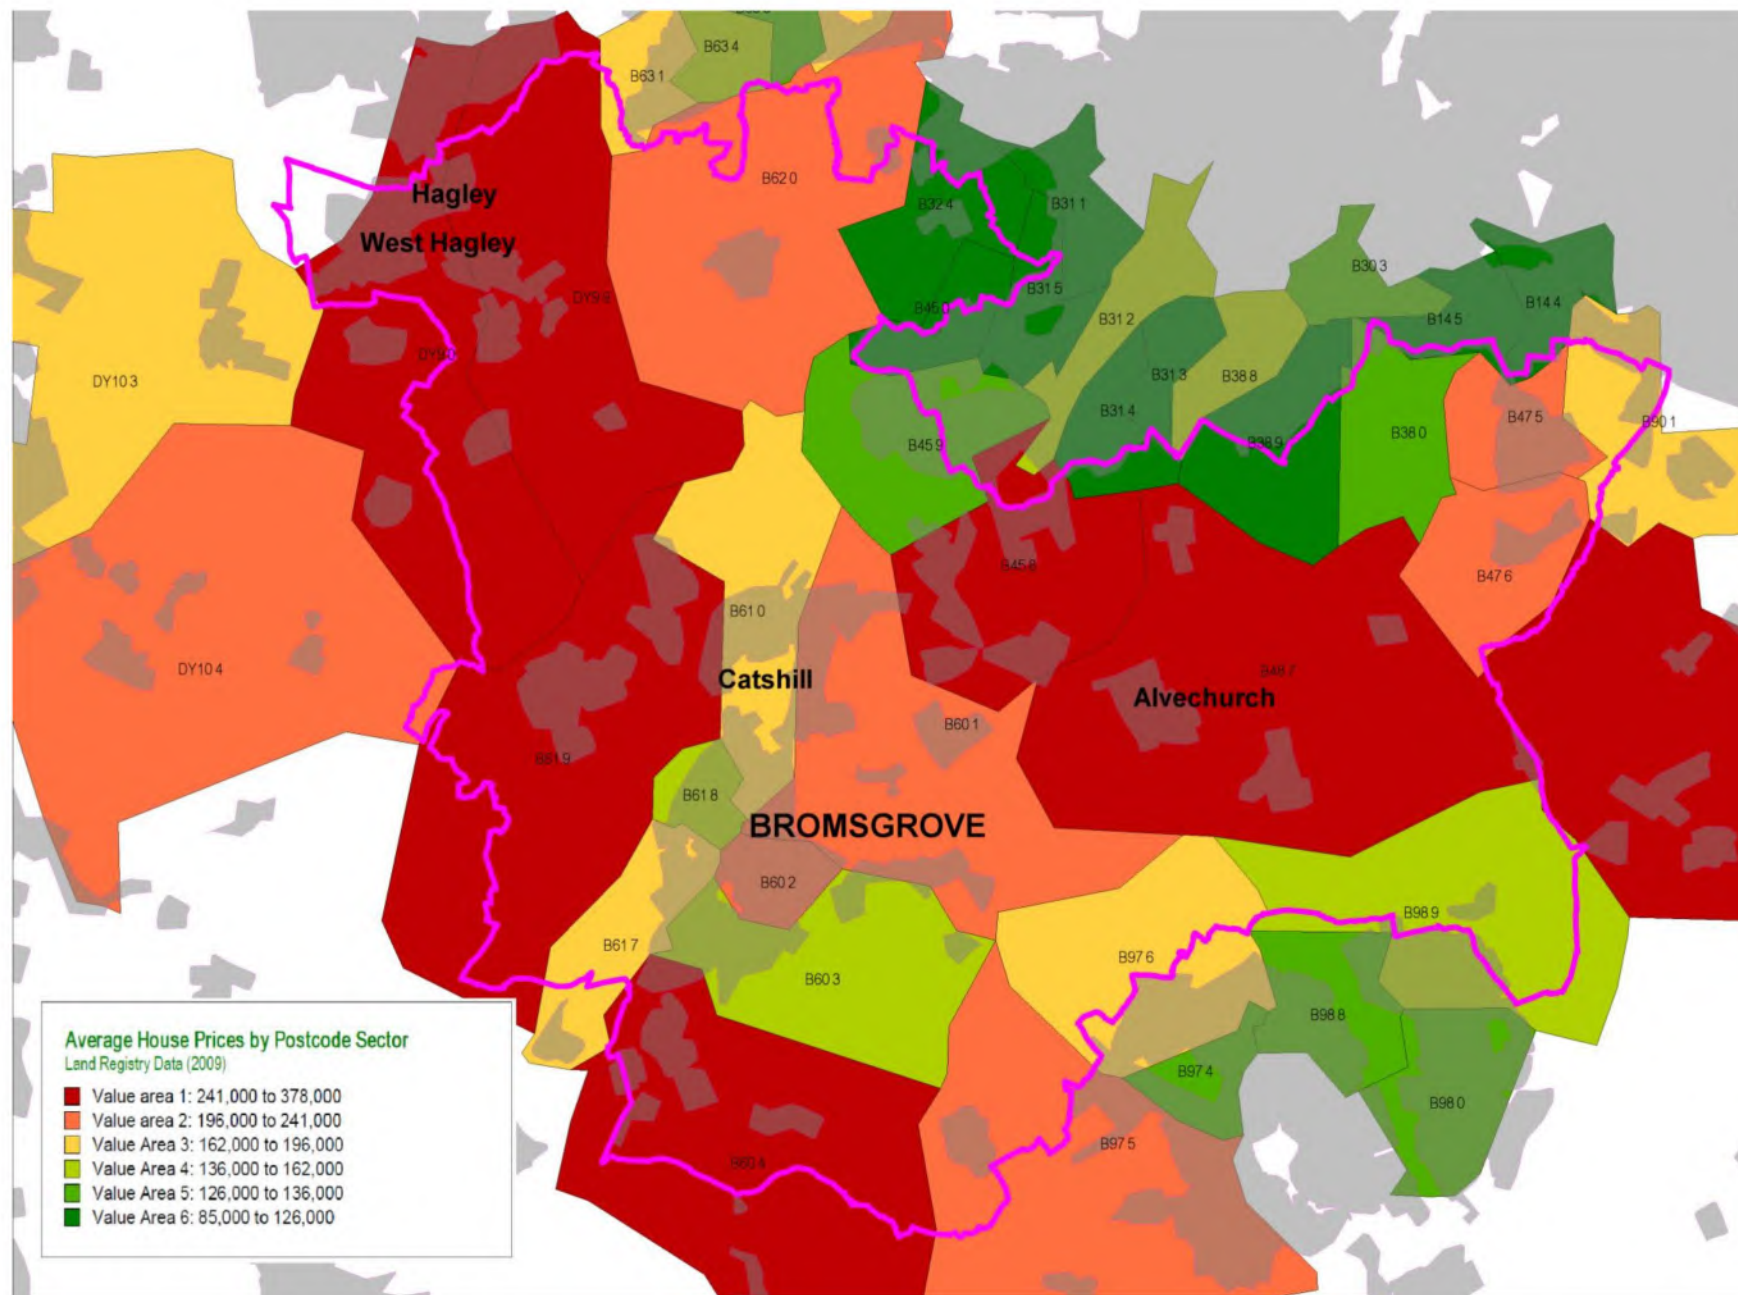 B63 4
B63 1
B62 0
Hagley
B32 4
B31 1
West Hagley
B30 3
B31 5
DY9 9
B14 4
B45 0
B31 2
B14 5
DY9 0
DY10 3
B31 3
B38 8
B31 4
B47 5
B90 1
B38 0
B45 9
B38 9
B45 8
B47 6
B61 0
DY10 4
Catshill
B48 7
Alvechurch
B60 1
B61 9
B61 8
BROMSGROVE
B60 2
B98 9
B61 7
B97 6
B60 3
B98 8
Average House Prices by Postcode Sector
Land Registry Data (2009)
B97 4
Value area 1: 241,000 to 378,000
B98 0
Value area 2: 196,000 to 241,000
Value Area 3: 162,000 to 196,000
B97 5
B60 4
Value Area 4: 136,000 to 162,000
Value Area 5: 126,000 to 136,000
Value Area 6: 85,000 to 126,000